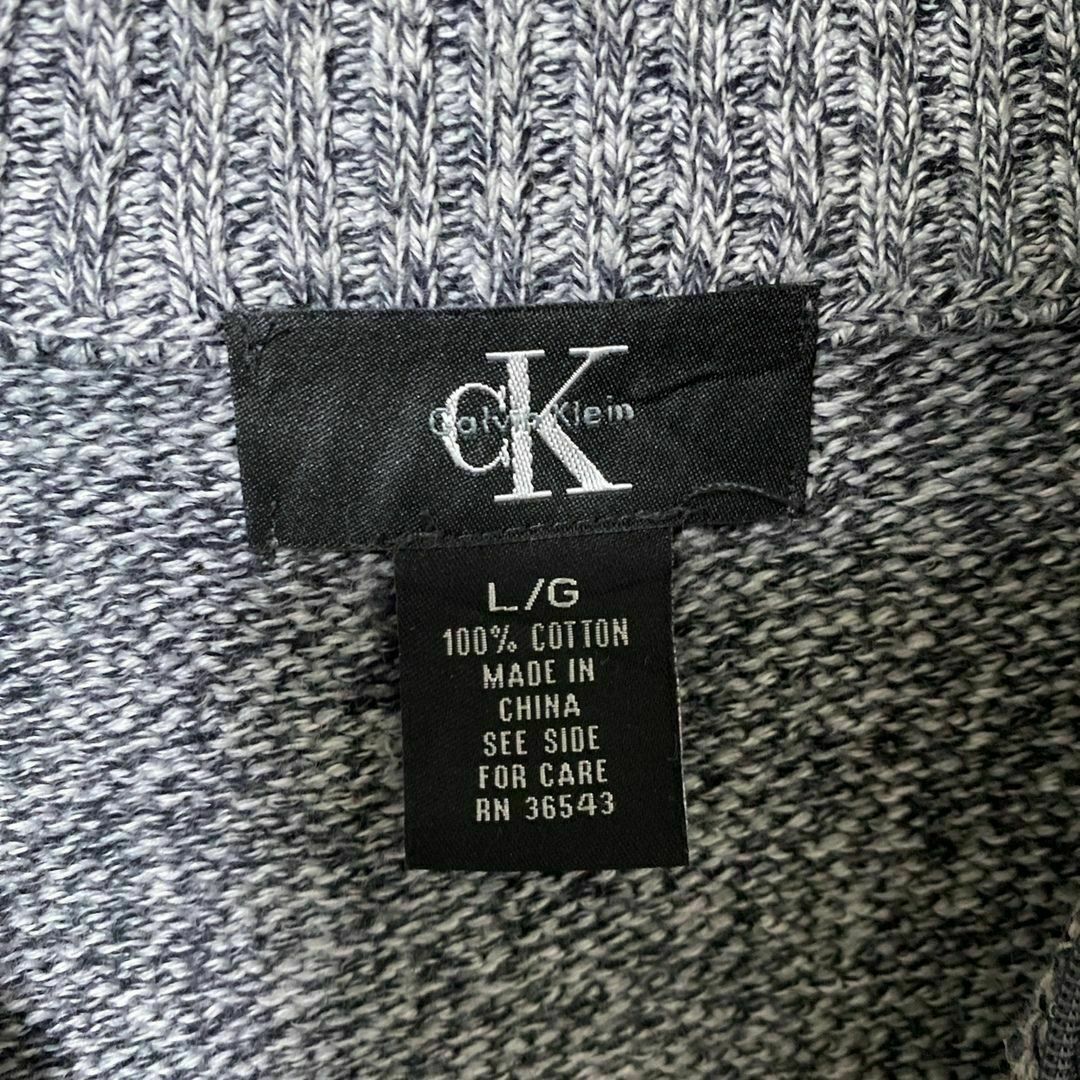 CK
Calvin Klein
L/G
100% COTTON
MADE IN
CHINA
SEE SIDE
FOR CARE
RN 36543